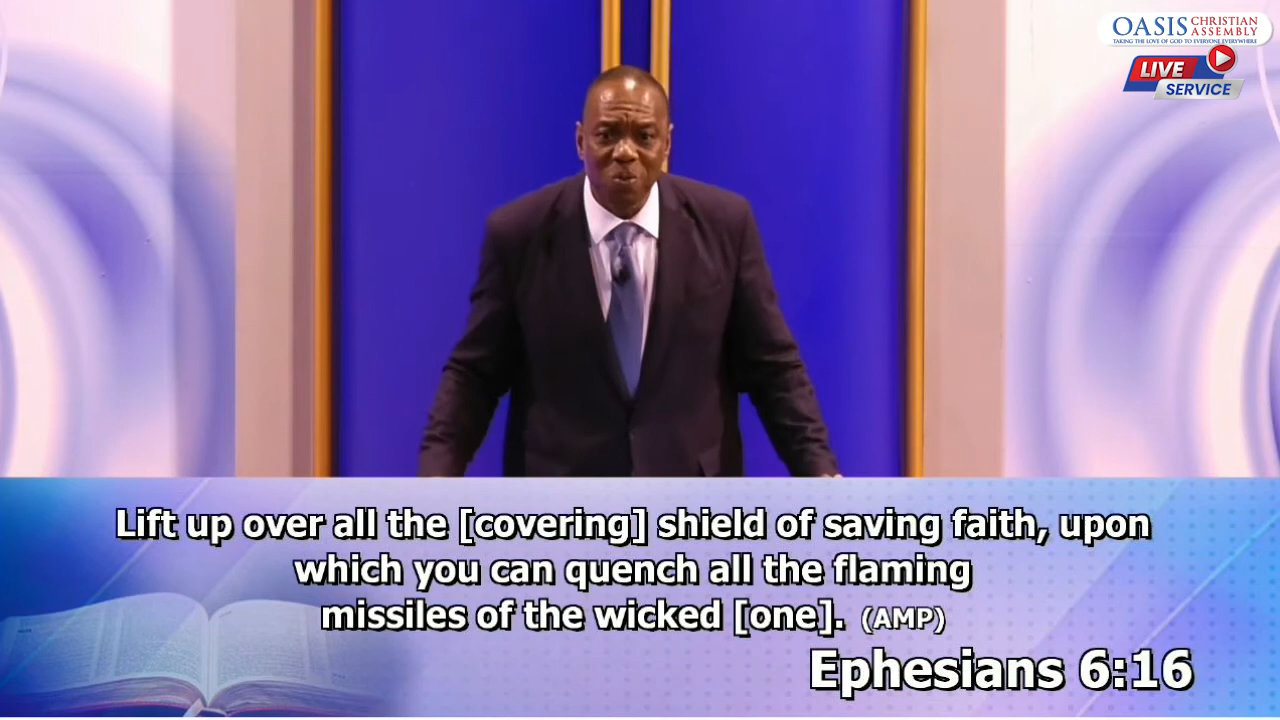 OASIS CHRISTIAN ASSEMBLY
TAKING THE LOVE OF GOD TO EVERYONE EVERYWHERE
LIVE
SERVICE
Lift up over all the [covering] shield of saving faith, upon
which you can quench all the flaming
missiles of the wicked [one]. (AMP)
Ephesians 6:16